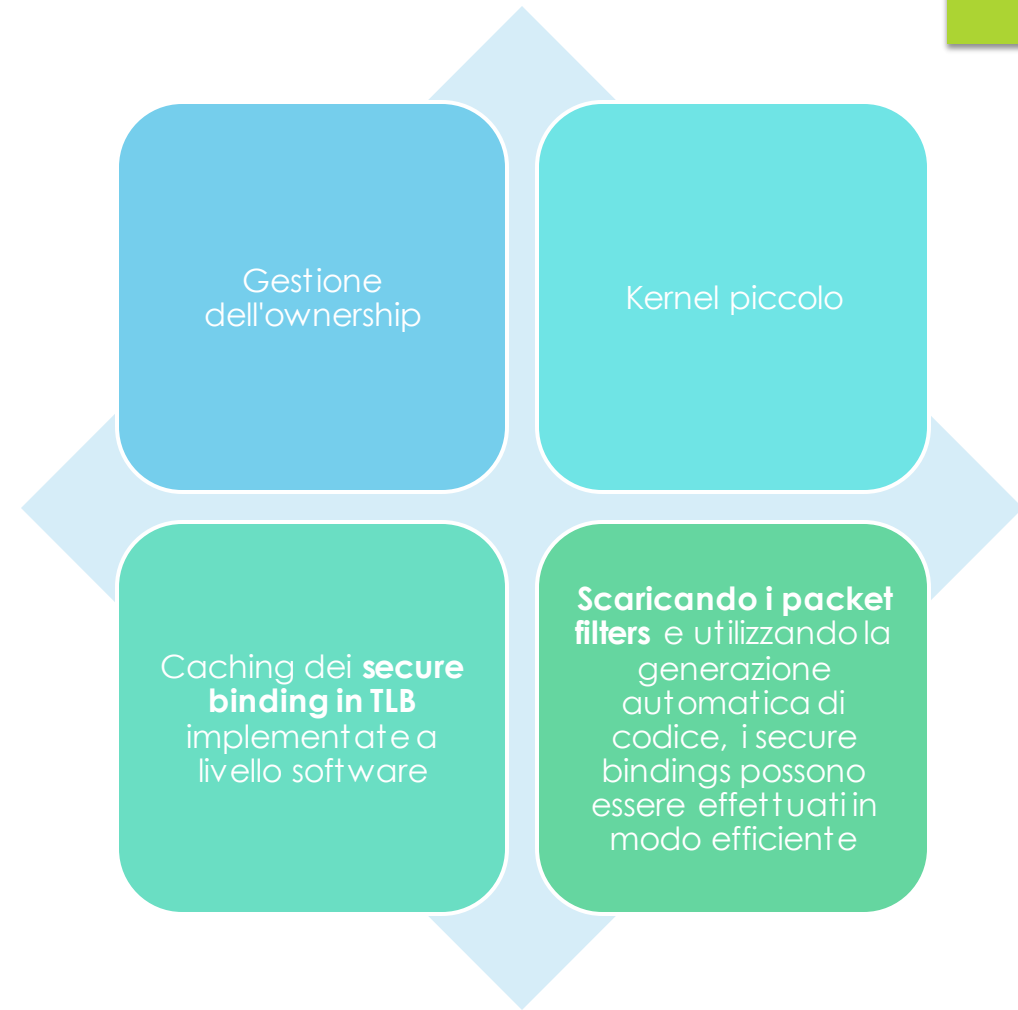 Gestione
dell'ownership
Kernel piccolo
Caching dei secure
binding in TLB
implementate a
livello software
Scaricando i packet
filters e utilizzando la
generazione
automatica di
codice, i secure
bindings possono
essere effettuati in
modo efficiente